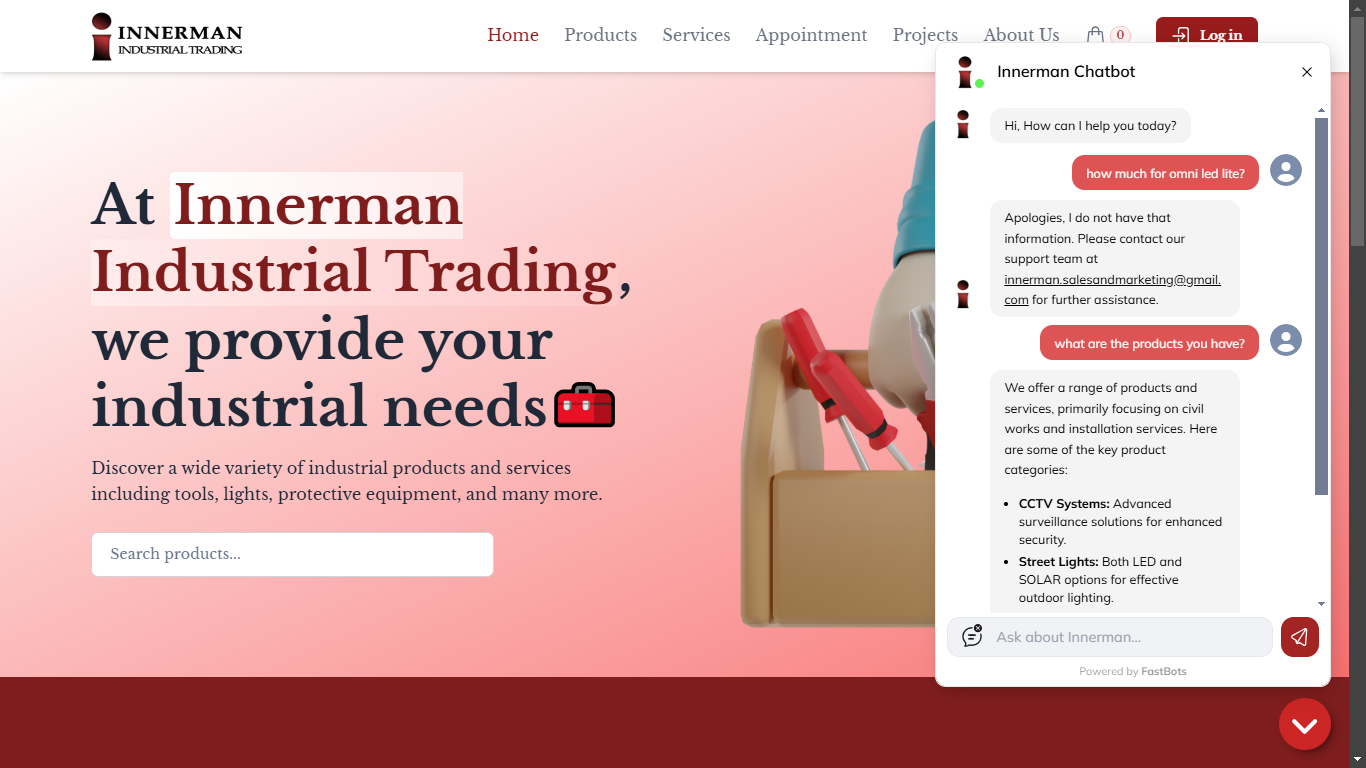 INNERMAN
INDUSTRIAL TRADING
Home
Products
Services
Appointment
Projects
About Us
0
Log in
At Innerman
Industrial Trading,
we provide your
industrial needs
Discover a wide variety of industrial products and services
including tools, lights, protective equipment, and many more.
Search products...
Innerman Chatbot
Hi, How can I help you today?
how much for omni led lite?
Apologies, I do not have that
information. Please contact our
support team at
innerman.salesandmarketing@gmail.
com for further assistance.
what are the products you have?
We offer a range of products and
services, primarily focusing on civil
works and installation services. Here
are some of the key product
categories:
• CCTV Systems: Advanced
surveillance solutions for enhanced
security.
• Street Lights: Both LED and
SOLAR options for effective
outdoor lighting.
Ask about Innerman...
Powered by FastBots